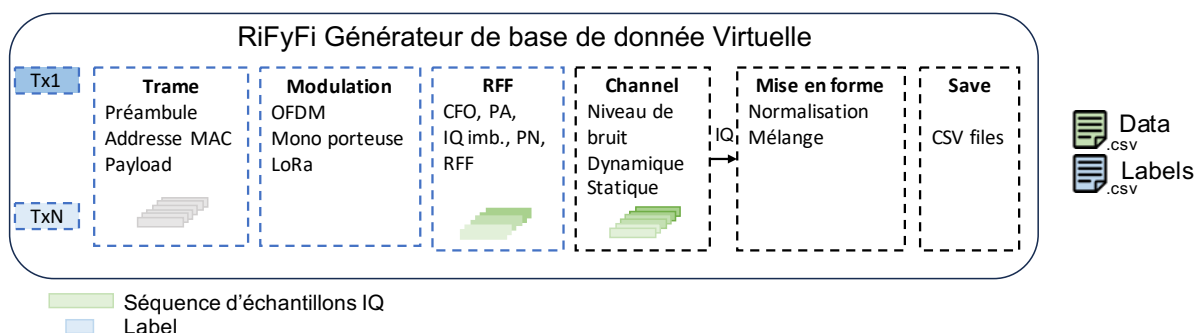 RiFyFi Générateur de base de donnée Virtuelle
Tx1
TxN
Trame
Préambule
Addresse MAC
Payload
Modulation
OFDM
Mono porteuse
LoRa
RFF
CFO, PA,
IQ imb., PN,
RFF
Channel
Niveau de
bruit
Dynamique
Statique
IQ
Mise en forme
Normalisation
Mélange
Save
CSV files
Data
.csv
Labels
.csv
Séquence d'échantillons IQ
Label